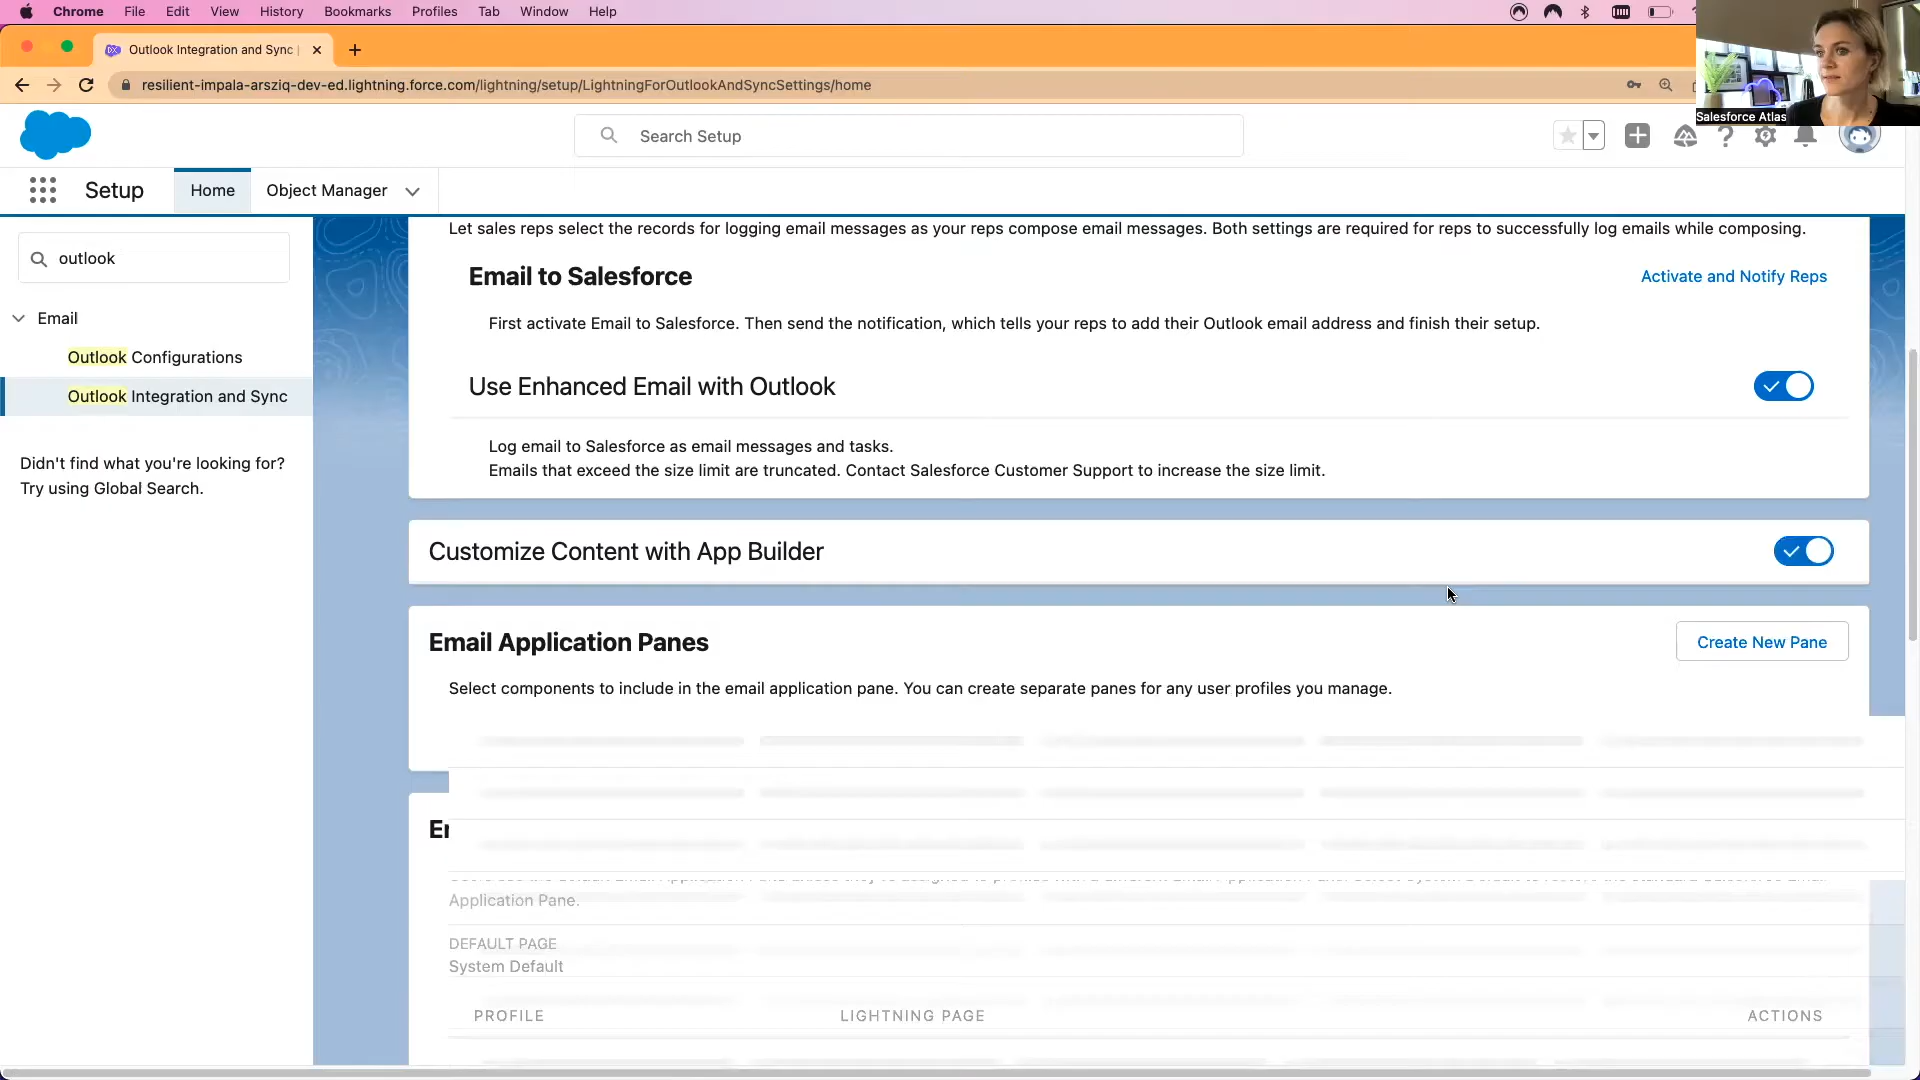 Chrome File Edit View History Bookmarks Profiles Tab Window Help
Outlook Integration and Sync |
resilient-impala-arsziq-dev-ed.lightning.force.com/lightning/setup/LightningForOutlookAndSyncSettings/home
Salesforce Atlas
Search Setup
Setup Home Object Manager
outlook
Email
Outlook Configurations
Outlook Integration and Sync
Didn't find what you're looking for?
Try using Global Search.
Let sales reps select the records for logging email messages as your reps compose email messages. Both settings are required for reps to successfully log emails while composing.
Email to Salesforce
Activate and Notify Reps
First activate Email to Salesforce. Then send the notification, which tells your reps to add their Outlook email address and finish their setup.
Use Enhanced Email with Outlook
Log email to Salesforce as email messages and tasks.
Emails that exceed the size limit are truncated. Contact Salesforce Customer Support to increase the size limit.
Customize Content with App Builder
Email Application Panes
Create New Pane
Select components to include in the email application pane. You can create separate panes for any user profiles you manage.
Application Pane.
DEFAULT PAGE
System Default
PROFILE LIGHTNING PAGE ACTIONS